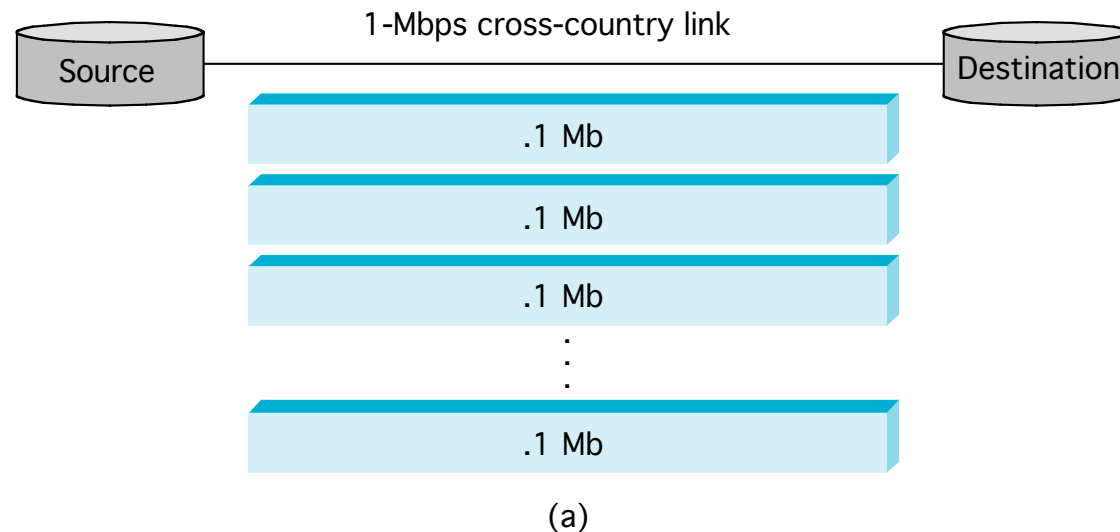 1-Mbps cross-country link
Source
Destination
.1 Mb
.1 Mb
.1 Mb
.
.
.
.1 Mb
(a)